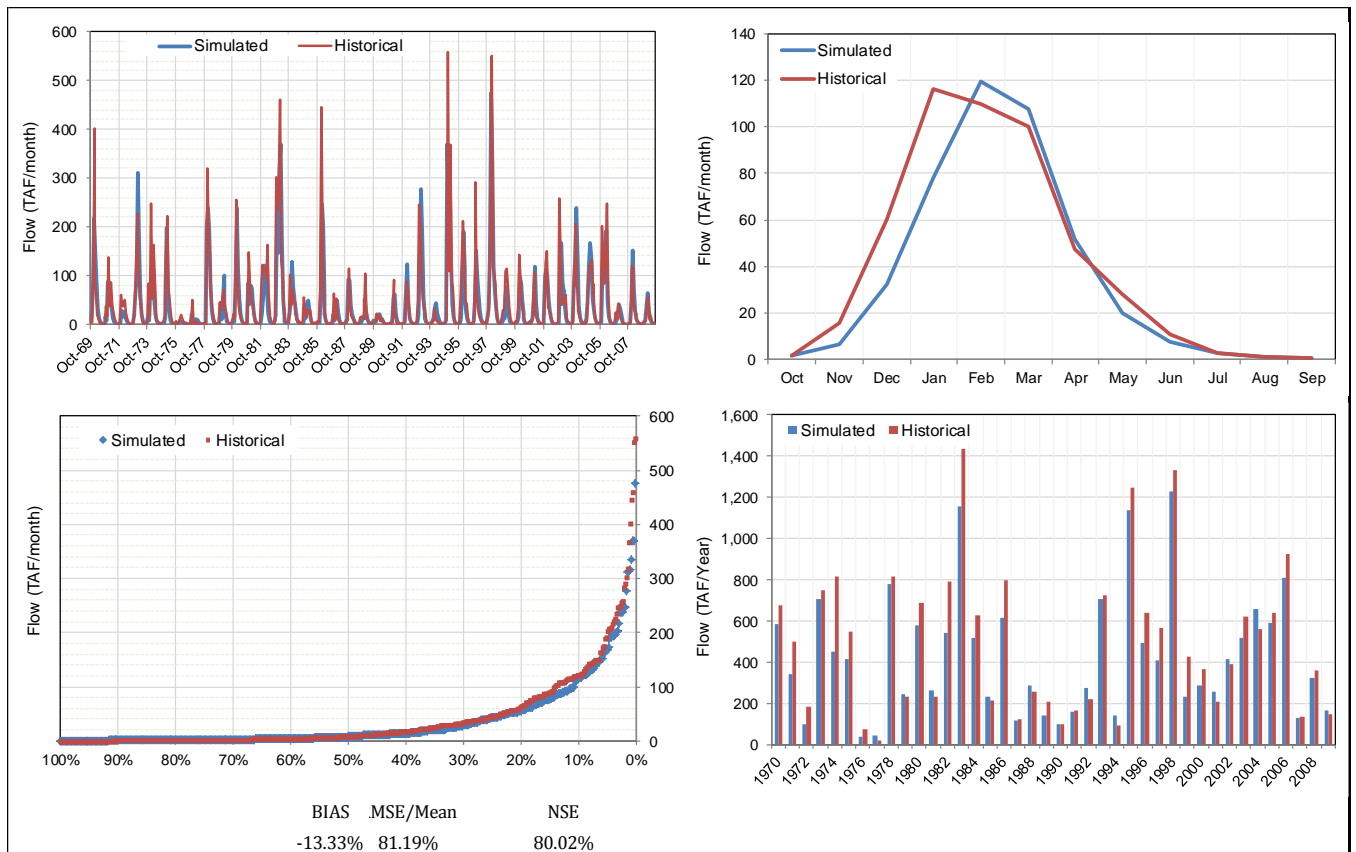 Simulated Historical
Flow (TAF/month)
600
500
400
300
200
100
0
Oct-69 Oct-71 Oct-73 Oct-75 Oct-77 Oct-79 Oct-81 Oct-83 Oct-85 Oct-87 Oct-89 Oct-91 Oct-93 Oct-95 Oct-97 Oct-99 Oct-01 Oct-03 Oct-05 Oct-07
Simulated
Historical
Flow (TAF/month)
140
120
100
80
60
40
20
0
Oct Nov Dec Jan Feb Mar Apr May Jun Jul Aug Sep
Simulated Historical
Flow (TAF/month)
600
500
400
300
200
100
0
100% 90% 80% 70% 60% 50% 40% 30% 20% 10% 0%
BIAS MSE/Mean NSE
-13.33% 81.19% 80.02%
Simulated Historical
Flow (TAF/Year)
1,600
1,400
1,200
1,000
800
600
400
200
0
1970 1972 1974 1976 1978 1980 1982 1984 1986 1988 1990 1992 1994 1996 1998 2000 2002 2004 2006 2008